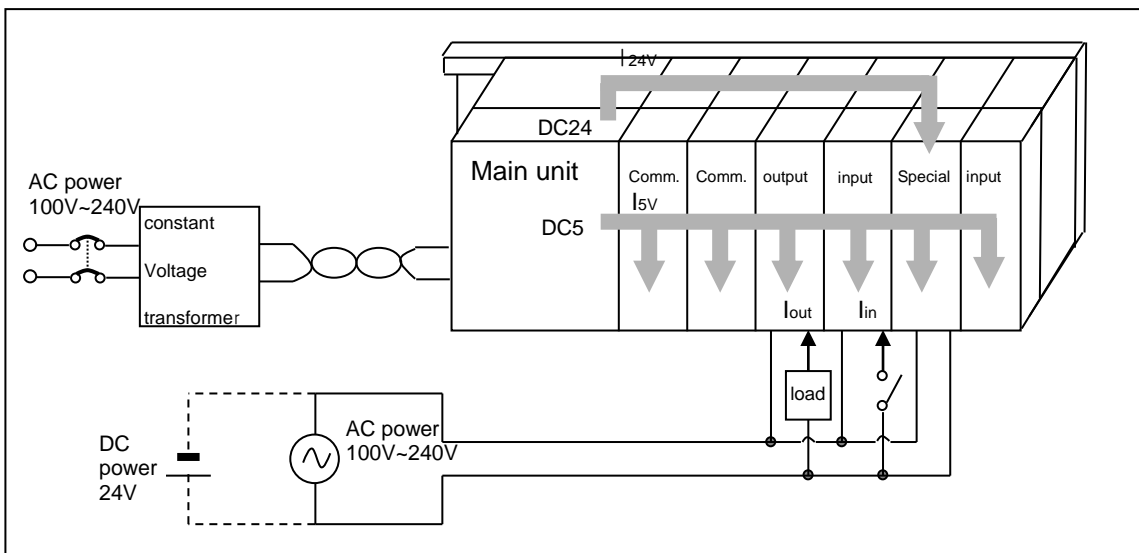 I24V
DC24
Main unit
Comm.
Comm.
output
input
Special
input
I5V
DC5
AC power
100V~240V
constant
Voltage
transformer
Iout
Iin
load
AC power
100V~240V
DC
power
24V